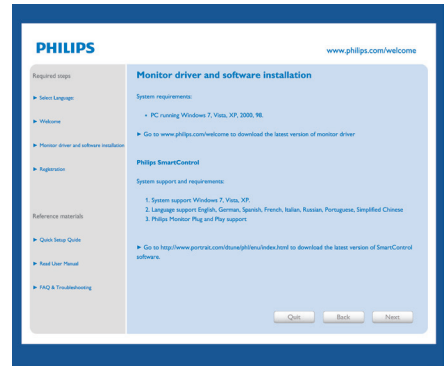 PHILIPS
www.philips.com/welcome
Required steps
► Select Language
► Welcome
► Monitor driver and software installation
► Registration
Reference materials
► Quick Setup Guide
► Read User Manual
► FAQ & Troubleshooting
Monitor driver and software installation
System requirements:
• PC running Windows 7, Vista, XP, 2000, 98.
► Go to www.philips.com/welcome to download the latest version of monitor driver
Philips SmartControl
System support and requirements:
1. System support Windows 7, Vista, XP.
2. Language support English, German, Spanish, French, Italian, Russian, Portuguese, Simplified Chinese
3. Philips Monitor Plug and Play support
► Go to http://www.portrait.com/dtune/phl/enu/index.html to download the latest version of SmartControl
software.
Quit
Back
Next